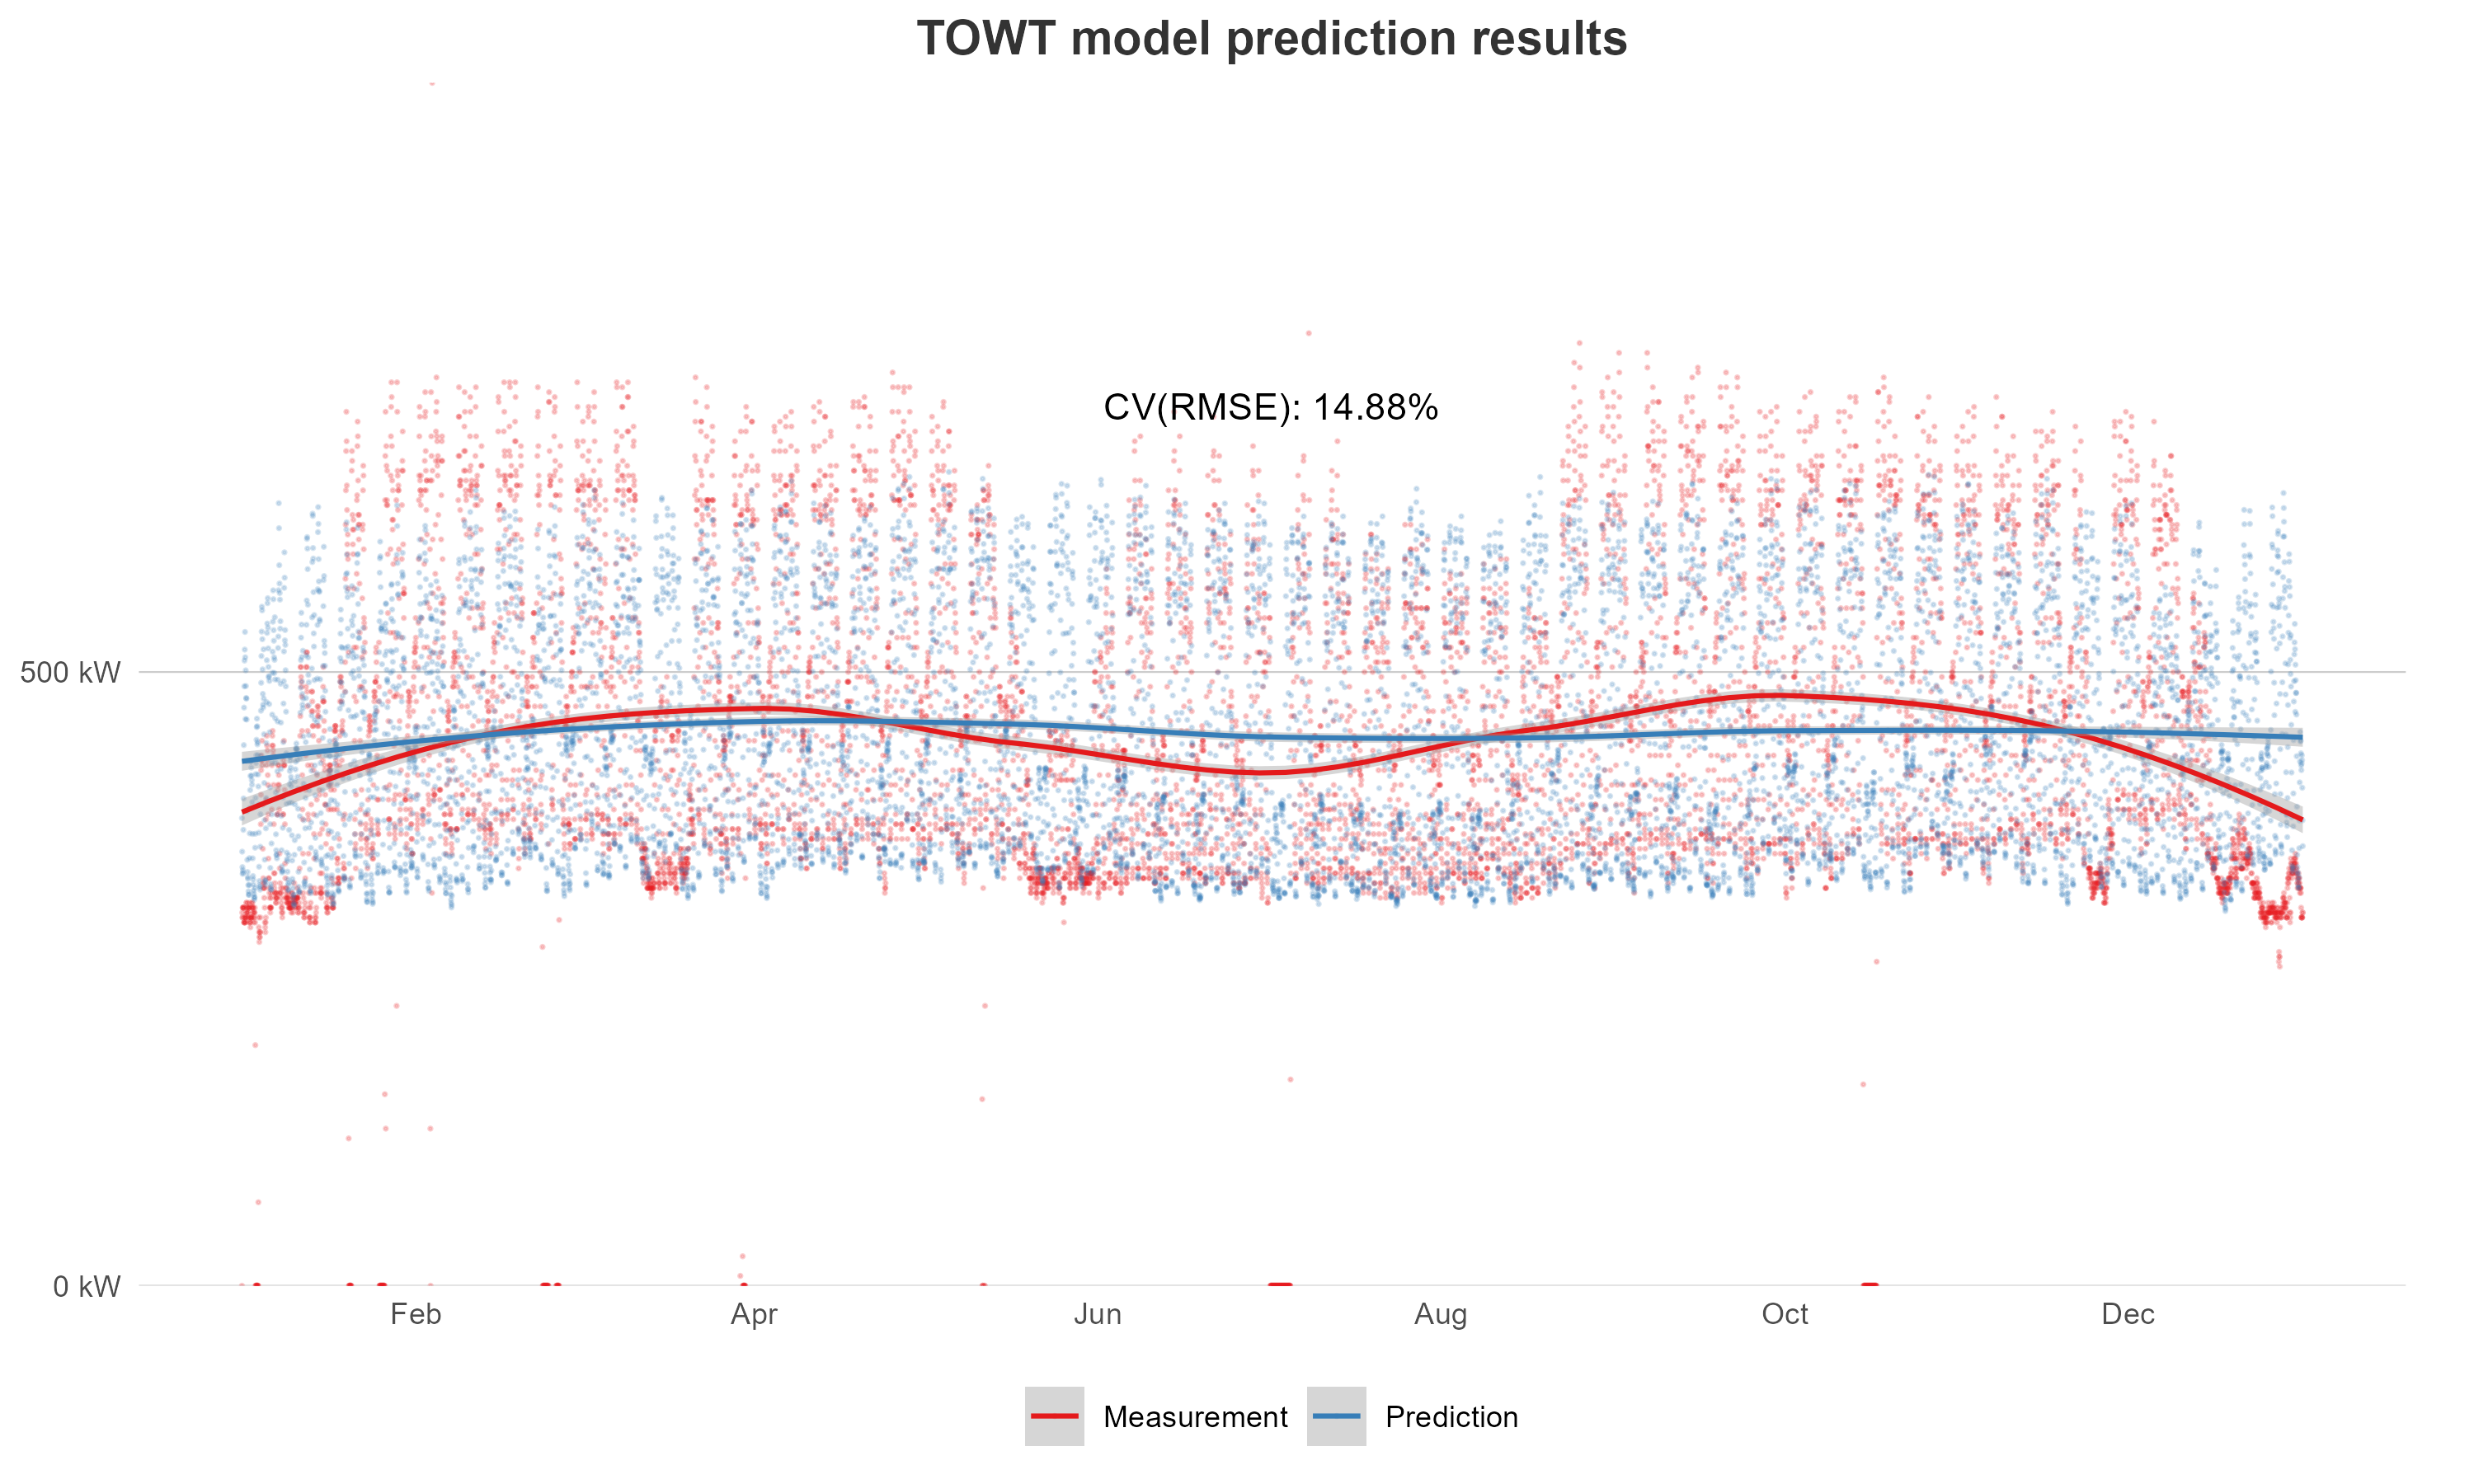 TOWT model prediction results
CV(RMSE): 14.88%
500 kW
0 kW
Feb Apr Jun Aug Oct Dec
Measurement Prediction